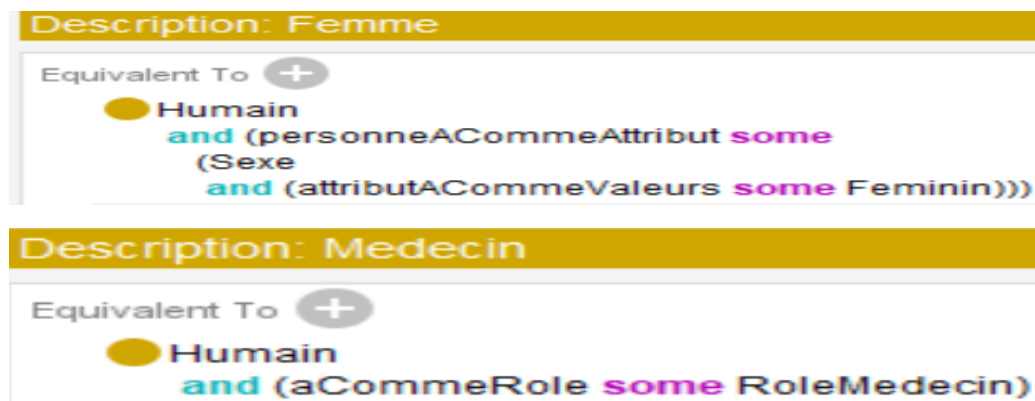 Description: Femme
Equivalent To
Humain
and (personneACommeAttribut some
(Sexe
and (attributACommeValeurs some Feminin)))
Description: Medecin
Equivalent To
Humain
and (aCommeRole some RoleMedecin)